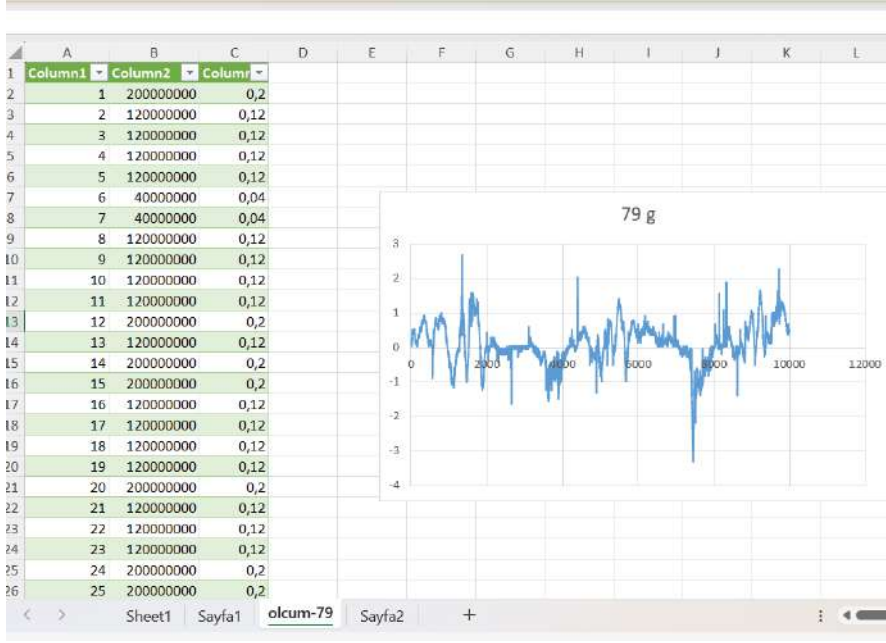 A B C D E F G H I J K L
1 Column1 Column2 Columr
2 1 200000000 0,2
3 2 120000000 0,12
4 3 120000000 0,12
5 4 120000000 0,12
6 5 120000000 0,12
7 6 40000000 0,04
8 7 40000000 0,04
9 8 120000000 0,12
10 9 120000000 0,12
11 10 120000000 0,12
12 11 120000000 0,12
13 12 200000000 0,2
14 13 120000000 0,12
15 14 200000000 0,2
16 15 200000000 0,2
17 16 120000000 0,12
18 17 120000000 0,12
19 18 120000000 0,12
20 19 120000000 0,12
21 20 200000000 0,2
22 21 120000000 0,12
23 22 120000000 0,12
24 23 120000000 0,12
25 24 200000000 0,2
26 25 200000000 0,2
79 g
3
2
1
0
-1
-2
-3
-4
0 2000 4000 6000 8000 10000 12000
Sheet1 Sayfa1 olcum-79 Sayfa2 +